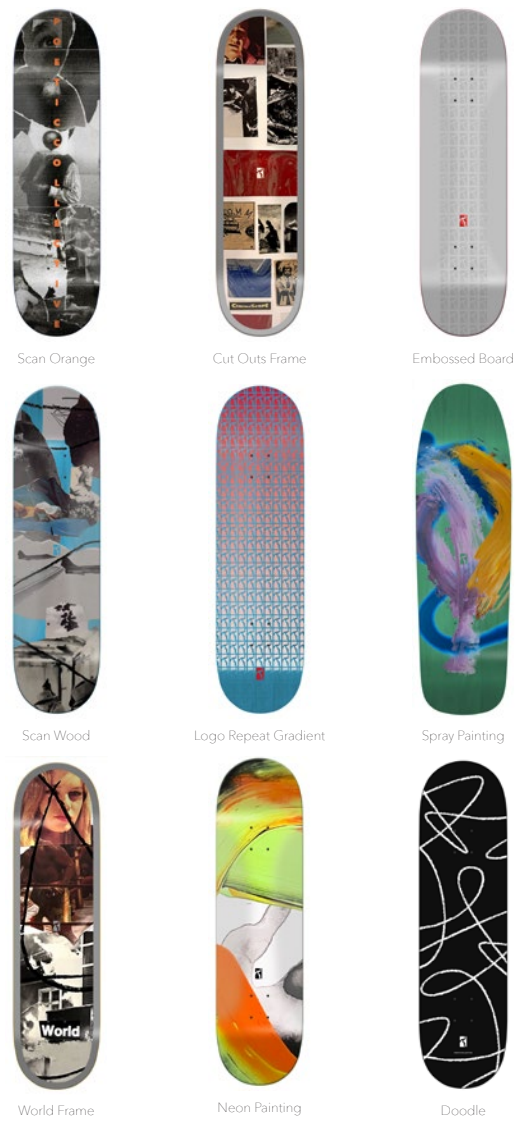 POETIC COLLECTIVE
Scan Orange
Cut Outs Frame
Embossed Board
Scan Wood
Logo Repeat Gradient
Spray Painting
World
World Frame
Neon Painting
Doodle